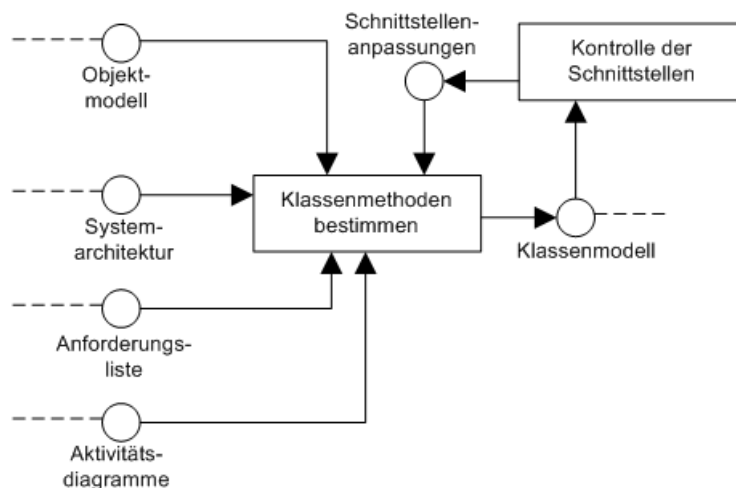 Schnittstellen-
anpassungen
Kontrolle der
Schnittstellen
Objekt-
modell
Klassenmethoden
bestimmen
System-
architektur
Klassenmodell
Anforderungs-
liste
Aktivitäts-
diagramme